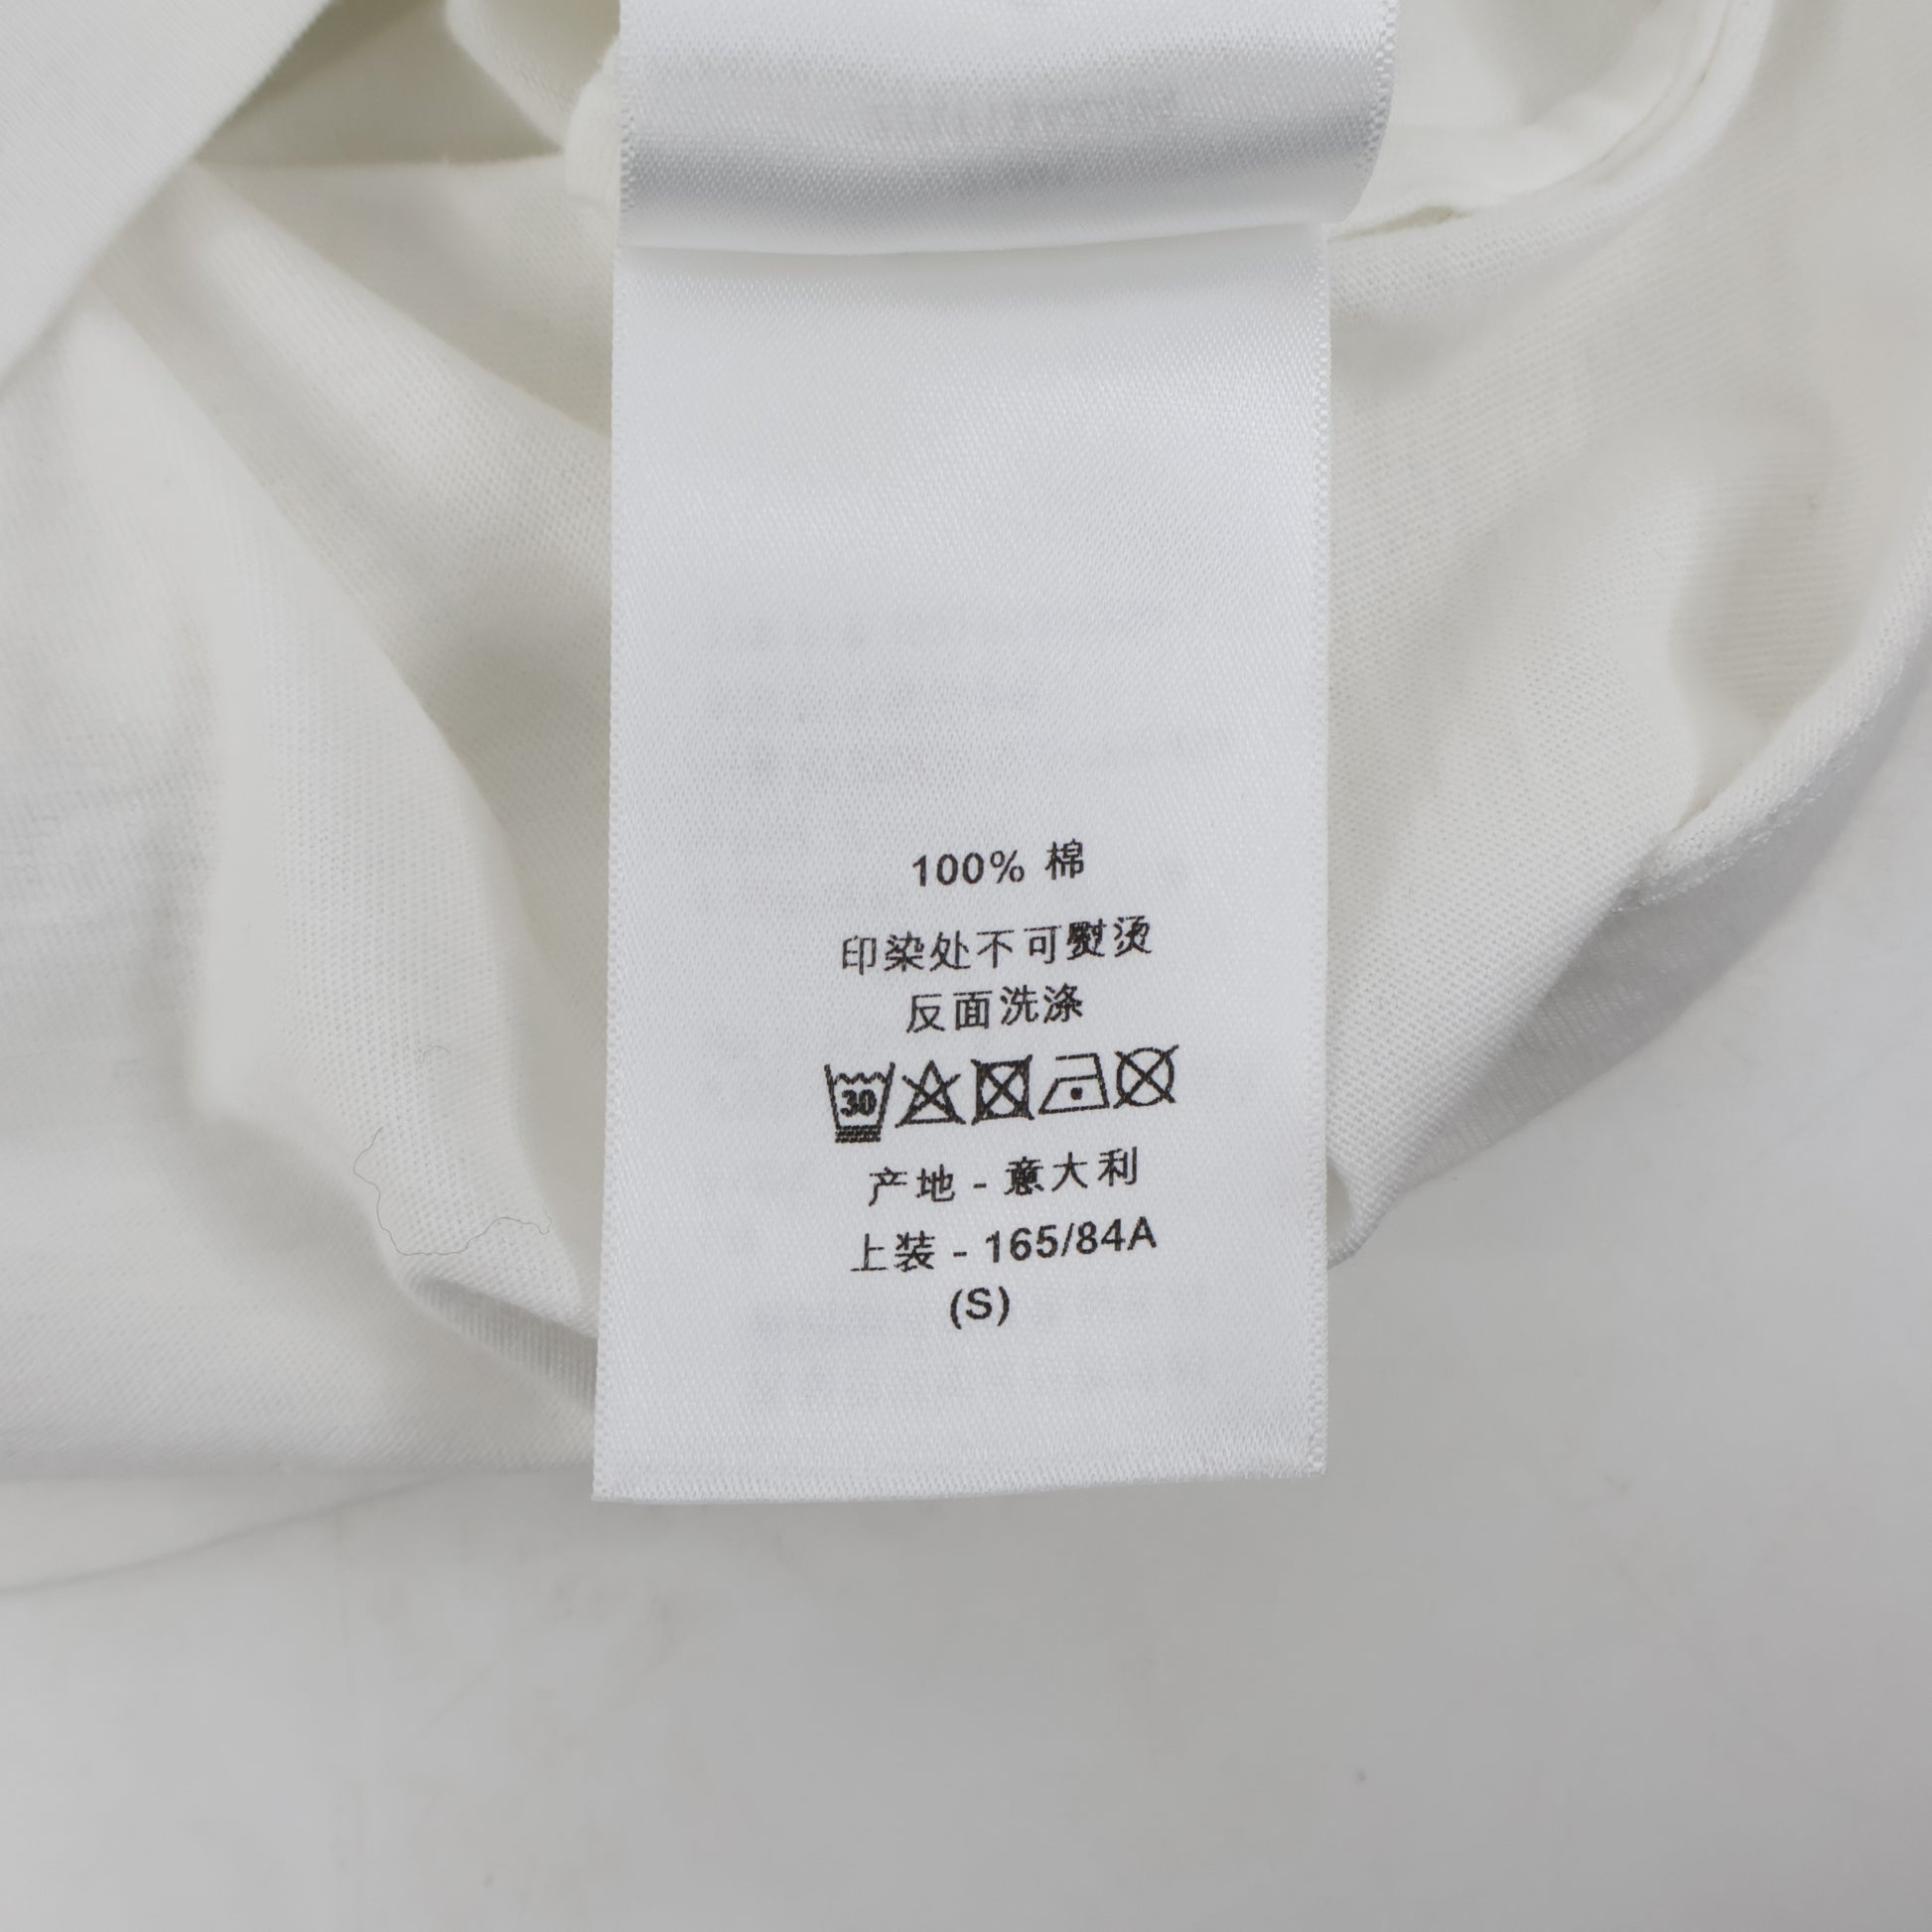 100% 棉
印染处不可熨烫
反面洗涤
30
产地 - 意大利
上装 - 165/84A
(S)